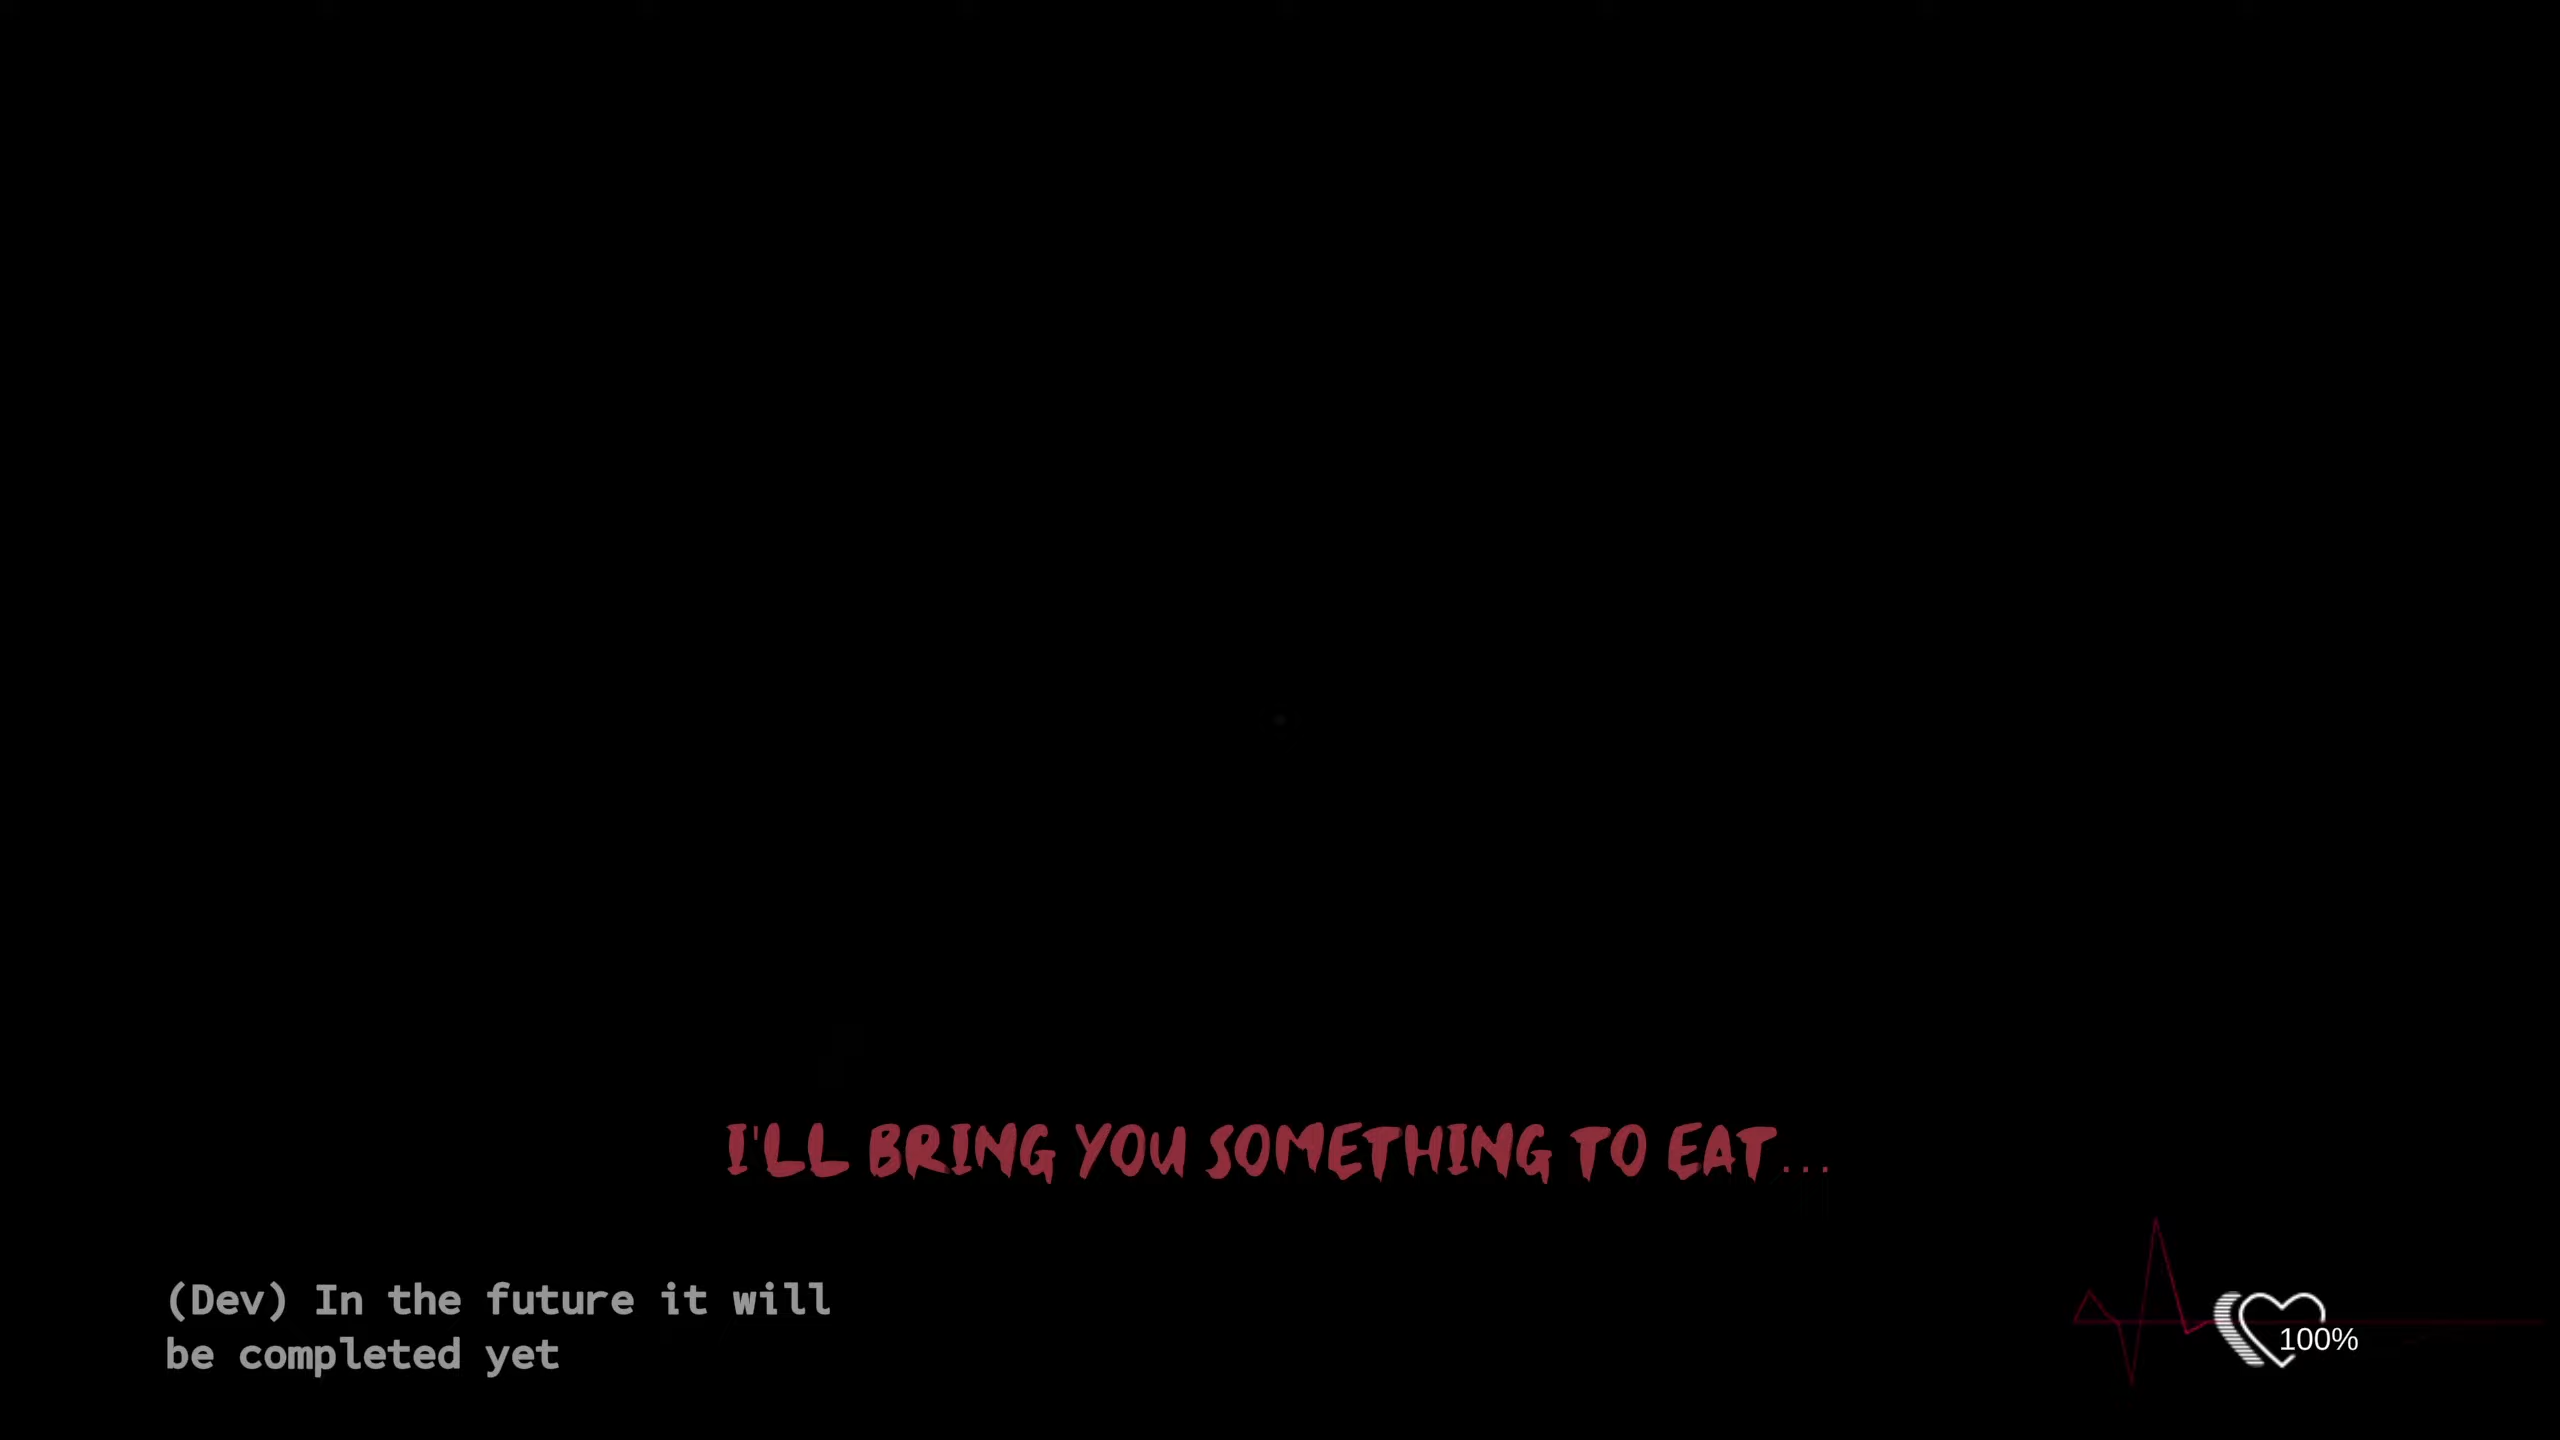 I'LL BRING YOU SOMETHING TO EAT...
(Dev) In the future it will
be completed yet
100%